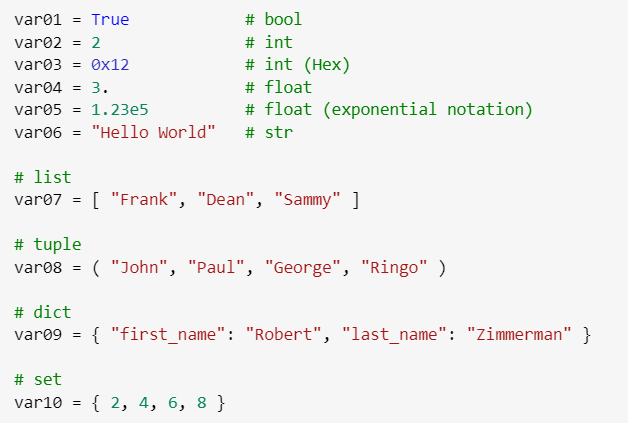 var01 = True            # bool
var02 = 2               # int
var03 = 0x12            # int (Hex)
var04 = 3.              # float
var05 = 1.23e5          # float (exponential notation)
var06 = "Hello World"   # str

# list
var07 = [ "Frank", "Dean", "Sammy" ]

# tuple
var08 = ( "John", "Paul", "George", "Ringo" )

# dict
var09 = { "first_name": "Robert", "last_name": "Zimmerman" }

# set
var10 = { 2, 4, 6, 8 }